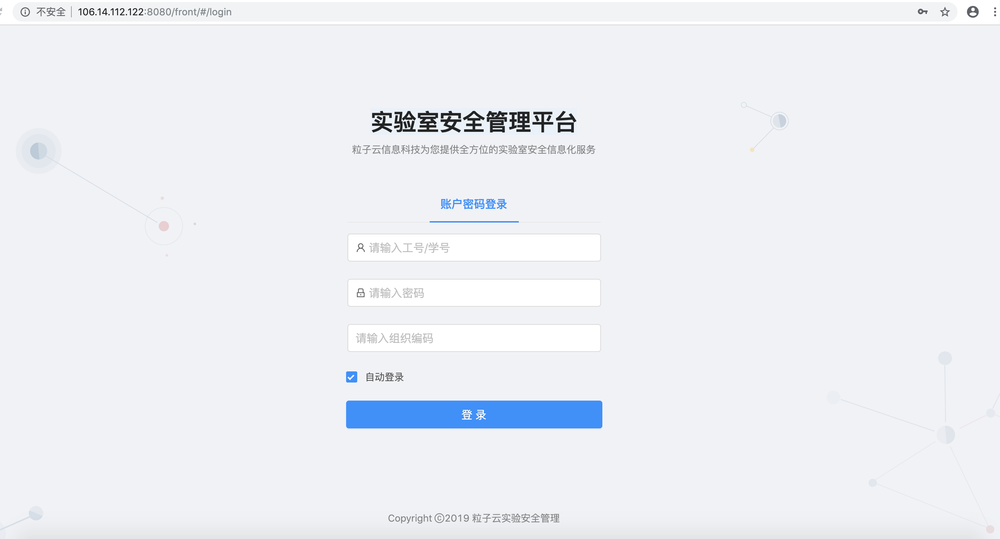 不安全 106.14.112.122:8080/front/#/login
实验室安全管理平台
粒子云信息科技为您提供全方位的实验室安全信息化服务
账户密码登录
请输入工号/学号
请输入密码
请输入组织编码
自动登录
登 录
Copyright ©2019 粒子云实验安全管理